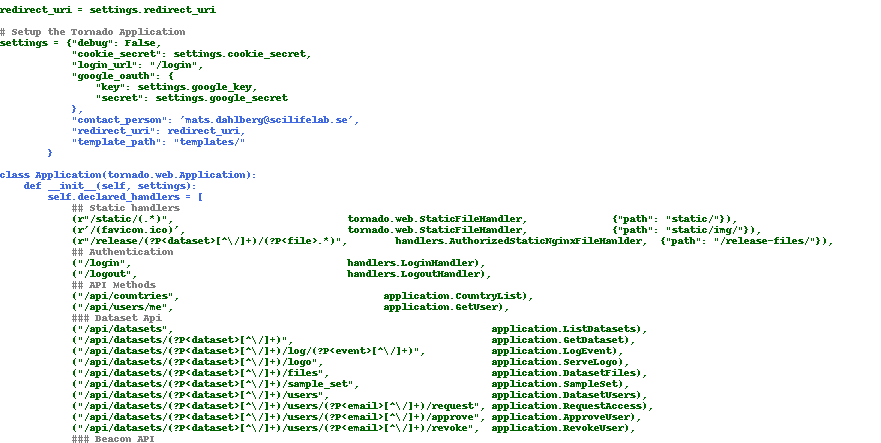 redirect_uri = settings.redirect_uri
# Setup the Tornado Application
settings = {"debug": False,
"cookie_secret": settings.cookie_secret,
"login_url": "/login",
"google_oauth": {
"key": settings.google_key,
"secret": settings.google_secret
},
"contact_person": 'mats.dahlberg@scilifelab.se',
"redirect_uri": redirect_uri,
"template_path": "templates/"
}
class Application(tornado.web.Application):
def __init__(self, settings):
self.declared_handlers = [
## Static handlers
(r"/static/(.*)", tornado.web.StaticFileHandler, {"path": "static/"}),
(r'/(favicon.ico)', tornado.web.StaticFileHandler, {"path": "static/img/"}),
(r"/release/(?P<dataset>[^\/]+)/(?P<file>.*)", handlers.AuthorizedStaticNginxFileHanlder, {"path": "/release-files/"}),
## Authentication
("/login", handlers.LoginHandler),
("/logout", handlers.LogoutHandler),
## API Methods
("/api/countries", application.CountryList),
("/api/users/me", application.GetUser),
### Dataset Api
("/api/datasets", application.ListDatasets),
("/api/datasets/(?P<dataset>[^\/]+)", application.GetDataset),
("/api/datasets/(?P<dataset>[^\/]+)/log/(?P<event>[^\/]+)", application.LogEvent),
("/api/datasets/(?P<dataset>[^\/]+)/logo", application.ServeLogo),
("/api/datasets/(?P<dataset>[^\/]+)/files", application.DatasetFiles),
("/api/datasets/(?P<dataset>[^\/]+)/sample_set", application.SampleSet),
("/api/datasets/(?P<dataset>[^\/]+)/users", application.DatasetUsers),
("/api/datasets/(?P<dataset>[^\/]+)/users/(?P<email>[^\/]+)/request", application.RequestAccess),
("/api/datasets/(?P<dataset>[^\/]+)/users/(?P<email>[^\/]+)/approve", application.ApproveUser),
("/api/datasets/(?P<dataset>[^\/]+)/users/(?P<email>[^\/]+)/revoke", application.RevokeUser),
### Beacon API